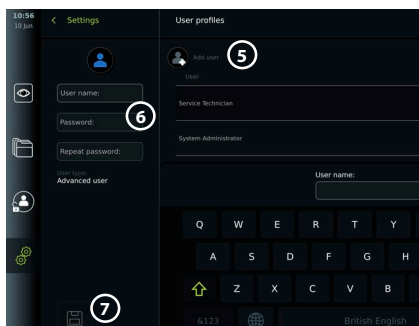 10:56
10 Jun
< Settings
User profiles
Add user
5
User
User name:
Service Technician
Password:
6
System Administrator
Repeat password:
User type:
Advanced user
User name:
Q W E R T Y
A S D F G H
Z X C V B
7
&123
British English